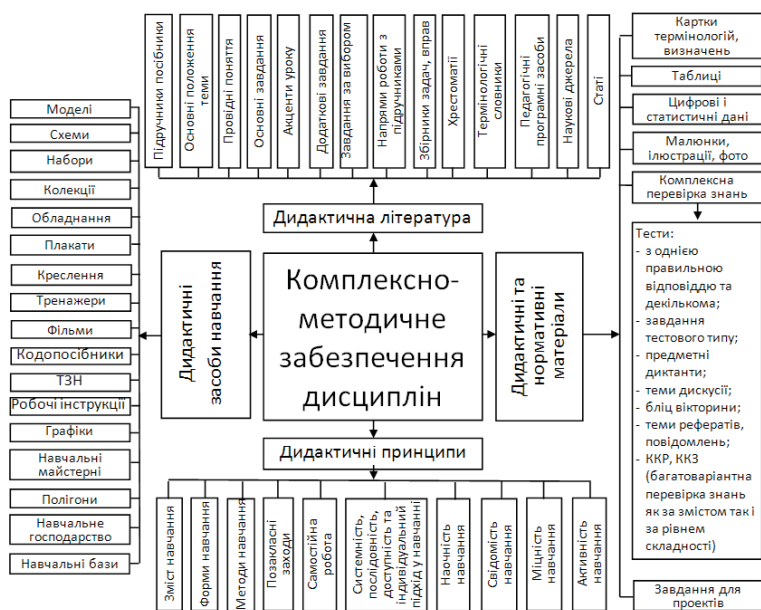 Підручники посібники
Основні положення
теми
Провідні поняття
Основні завдання
Акценти уроку
Додаткові завдання
Завдання за вибором
Напрями роботи з
підручниками
Збірники задач, вправ
Хрестоматії
Термінологічні
словники
Педагогічні
програмні засоби
Наукові джерела
Статі
Моделі
Схеми
Набори
Колекції
Обладнання
Плакати
Креслення
Тренажери
Фільми
Кодопосібники
ТЗН
Робочі інструкції
Графіки
Навчальні
майстерні
Полігони
Навчальне
господарство
Навчальні бази
Дидактична література
Дидактичні
засоби навчання
Комплексно-
методичне
забезпечення
дисциплін
Дидактичні та
нормативні
матеріали
Дидактичні принципи
Зміст навчання
Форми навчання
Методи навчання
Позакласні
заходи
Самостійна
робота
Системність,
послідовність,
доступність та
індивідуальний
підхід у навчанні
Наочність
навчання
Свідомість
навчання
Міцність
навчання
Активність
навчання
Картки
термінологій,
визначень
Таблиці
Цифрові і
статистичні дані
Малюнки,
ілюстрації, фото
Комплексна
перевірка знань
Тести:
- з однією
правильною
відповіддю та
декількома;
- завдання
тестового типу;
- предметні
диктанти;
- теми дискусії;
- бліц вікторини;
- теми рефератів,
повідомлень;
- ККР, ККЗ
(багатоваріантна
перевірка знань
як за змістом так і
за рівнем
складності)
Завдання для
проектів